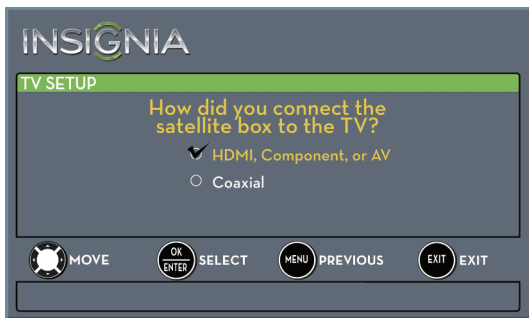 INSIGNIA
TV SETUP
How did you connect the
satellite box to the TV?
HDMI, Component, or AV
Coaxial
MOVE
OK
ENTER
SELECT
MENU
PREVIOUS
EXIT
EXIT